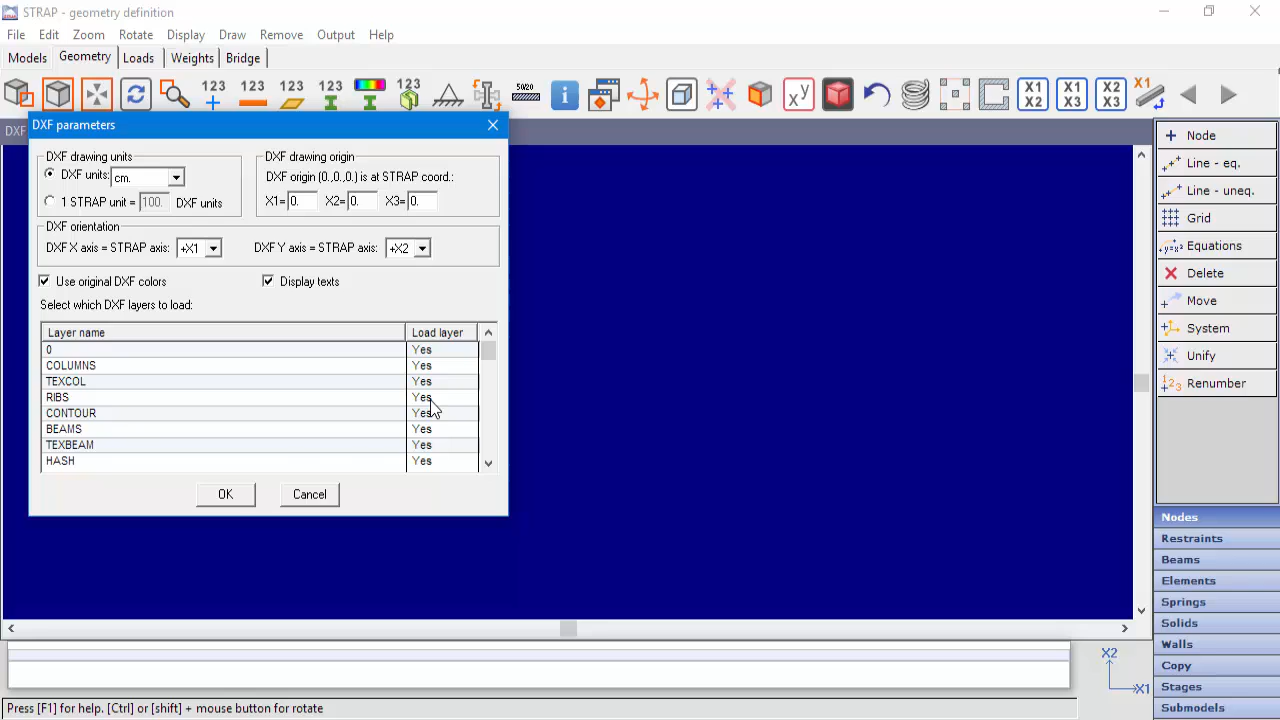 STRAP - geometry definition
File Edit Zoom Rotate Display Draw Remove Output Help
Models Geometry Loads Weights Bridge
123 123 123 123 123 50/20 i xy X1 X2 X1 X3 X2 X3 X1
DXF
DXF parameters
DXF drawing units
DXF units: cm.
1 STRAP unit = 100. DXF units
DXF drawing origin
DXF origin (0.,0.,0.) is at STRAP coord.:
X1= 0. X2= 0. X3= 0.
DXF orientation
DXF X axis = STRAP axis: +X1 DXF Y axis = STRAP axis: +X2
Use original DXF colors Display texts
Select which DXF layers to load:
Layer name Load layer
0 Yes
COLUMNS Yes
TEXCOL Yes
RIBS Yes
CONTOUR Yes
BEAMS Yes
TEXBEAM Yes
HASH Yes
OK Cancel
Node
Line - eq.
Line - uneq.
Grid
+y=x Equations
Delete
Move
System
Unify
123 Renumber
Nodes
Restraints
Beams
Elements
Springs
Solids
Walls
Copy
Stages
Submodels
X2
X1
Press [F1] for help. [Ctrl] or [shift] + mouse button for rotate